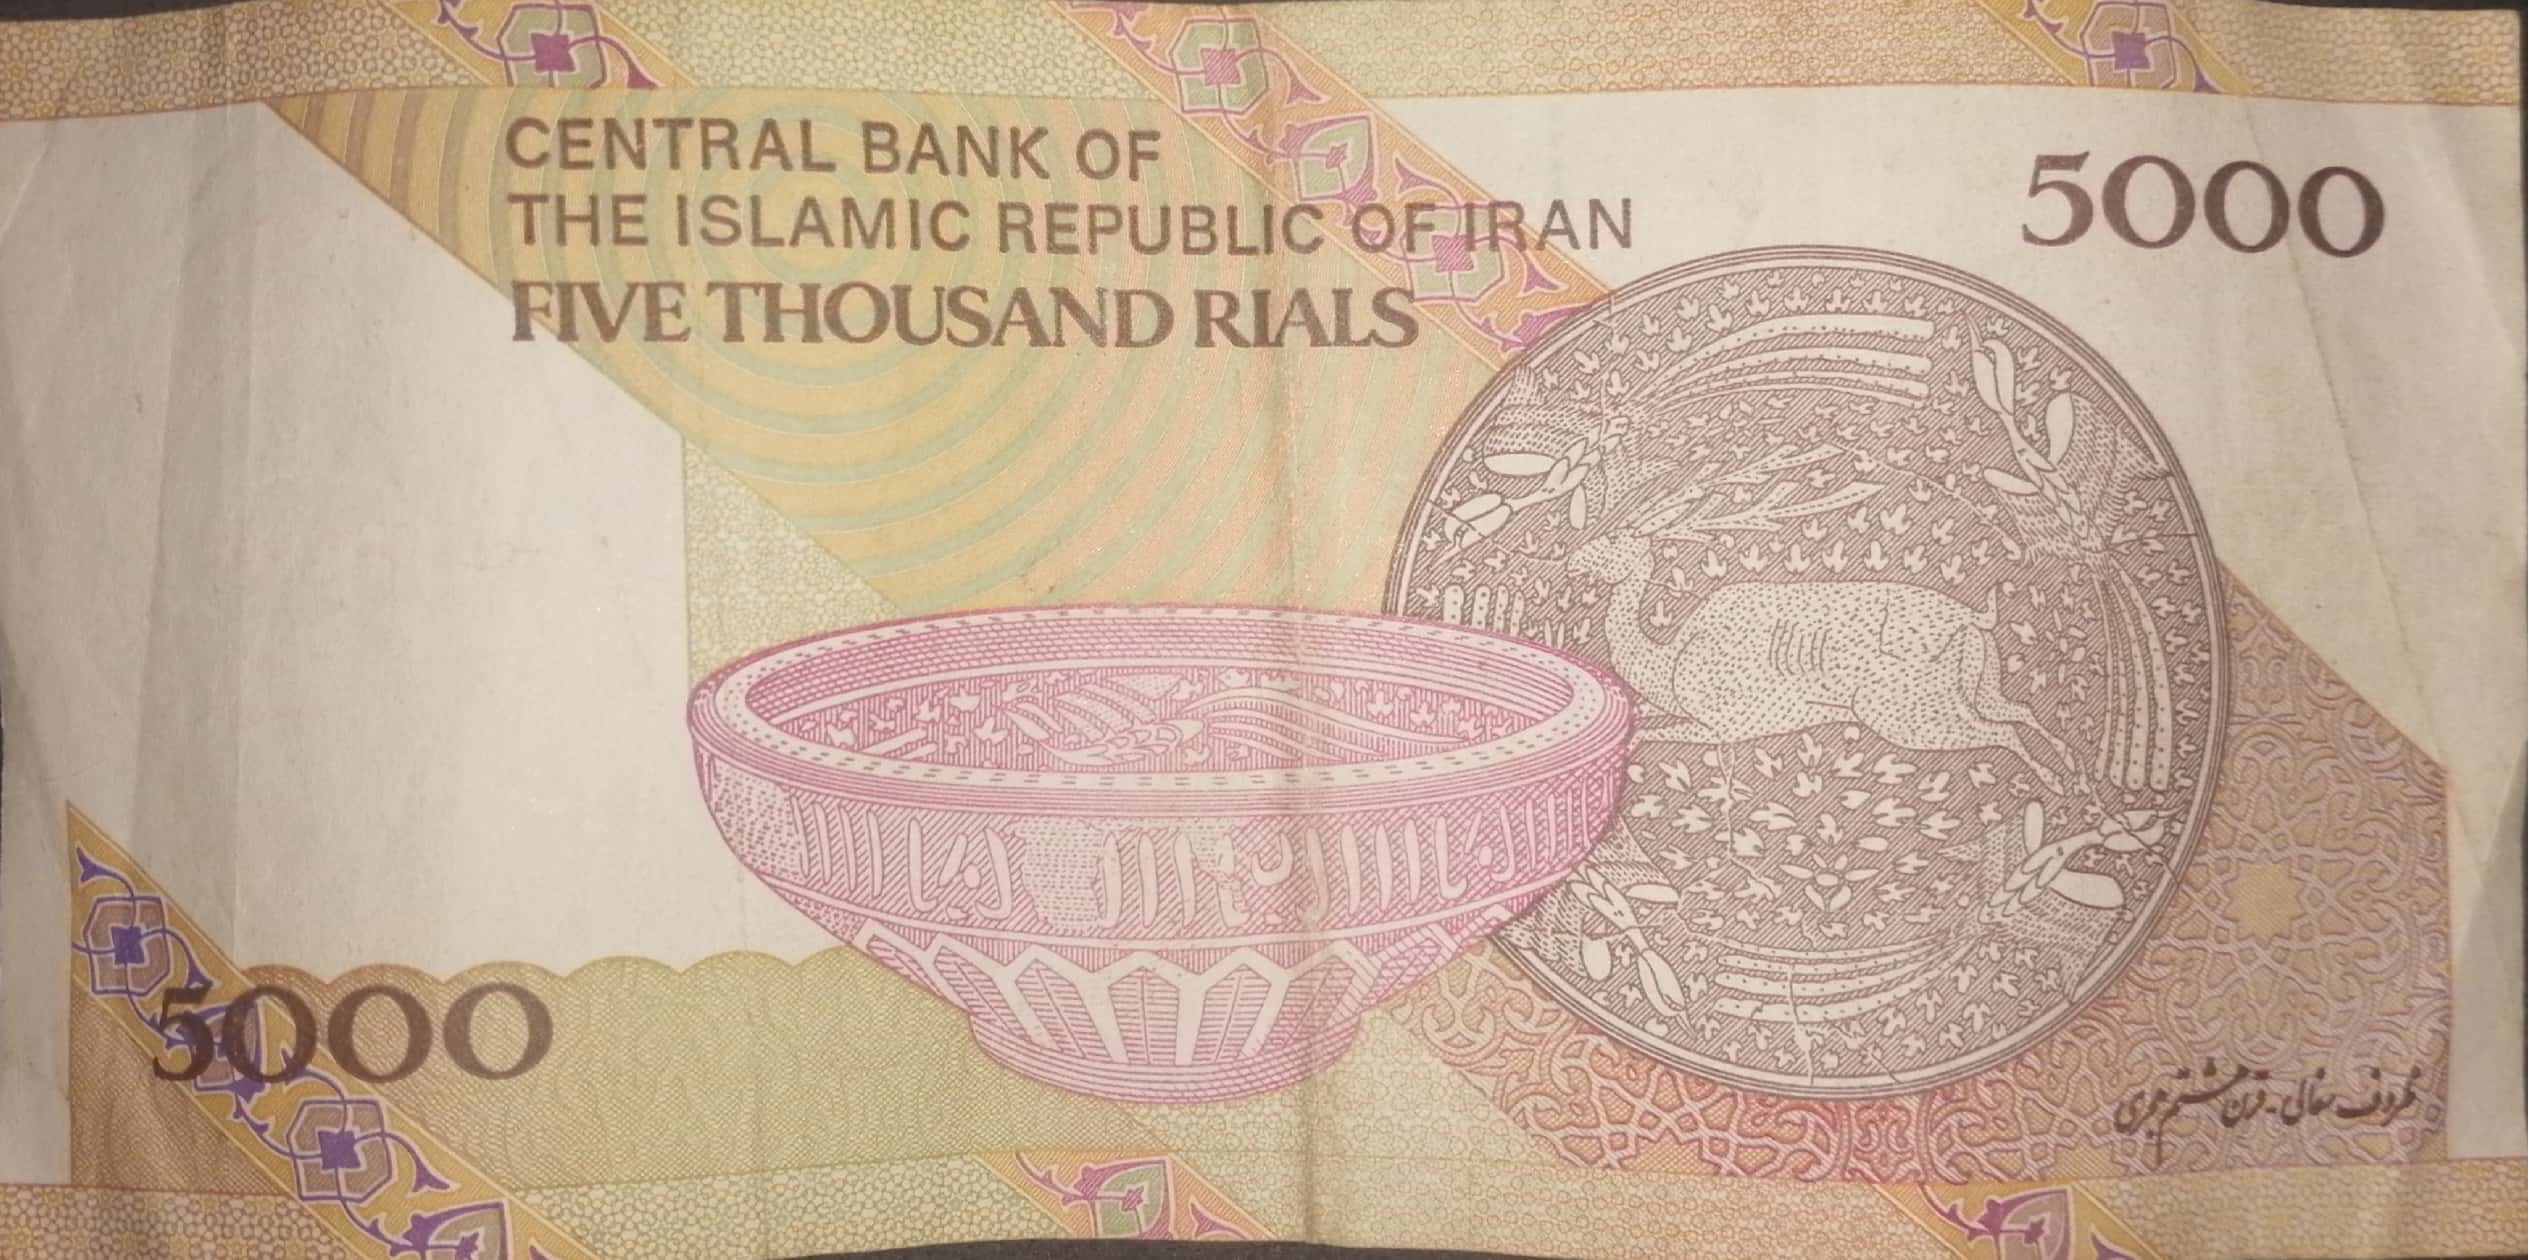 CENTRAL BANK OF
THE ISLAMIC REPUBLIC OF IRAN
FIVE THOUSAND RIALS
5000
5000
ظروف سفالی - قرن هشتم هجری